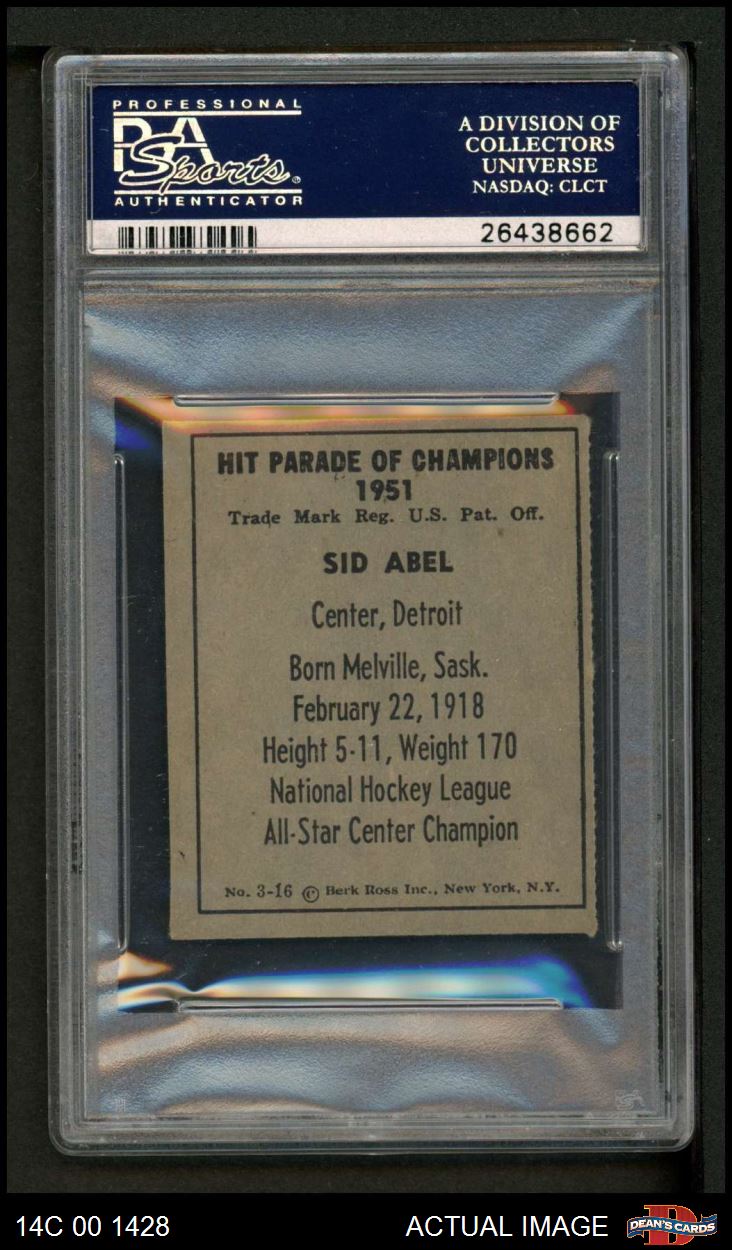 PROFESSIONAL
PSA
Sports
AUTHENTICATOR
A DIVISION OF
COLLECTORS
UNIVERSE
NASDAQ: CLCT
26438662
HIT PARADE OF CHAMPIONS
1951
Trade Mark Reg. U.S. Pat. Off.
SID ABEL
Center, Detroit
Born Melville, Sask.
February 22, 1918
Height 5-11, Weight 170
National Hockey League
All-Star Center Champion
No. 3-16 © Berk Ross Inc., New York, N.Y.
14C 00 1428
ACTUAL IMAGE
DEAN'S CARDS